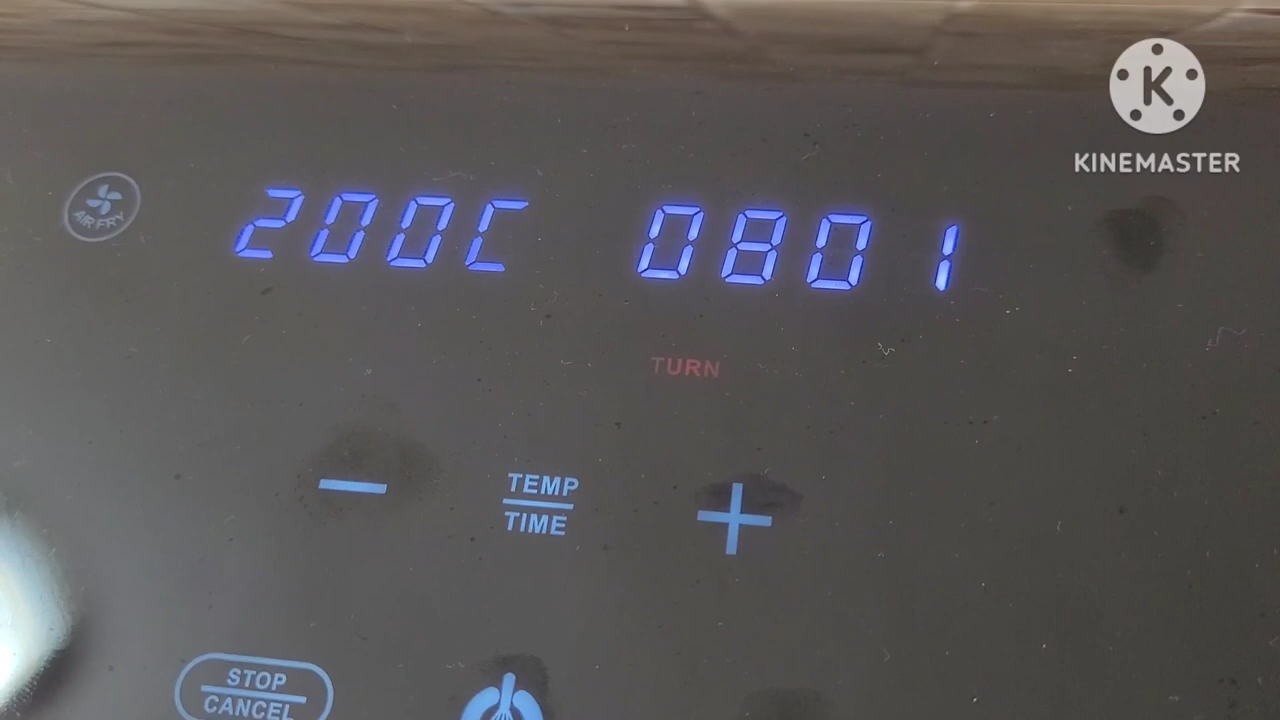 K
KINEMASTER
AIR FRY
200C 0801
TURN
TEMP
TIME
STOP
CANCEL